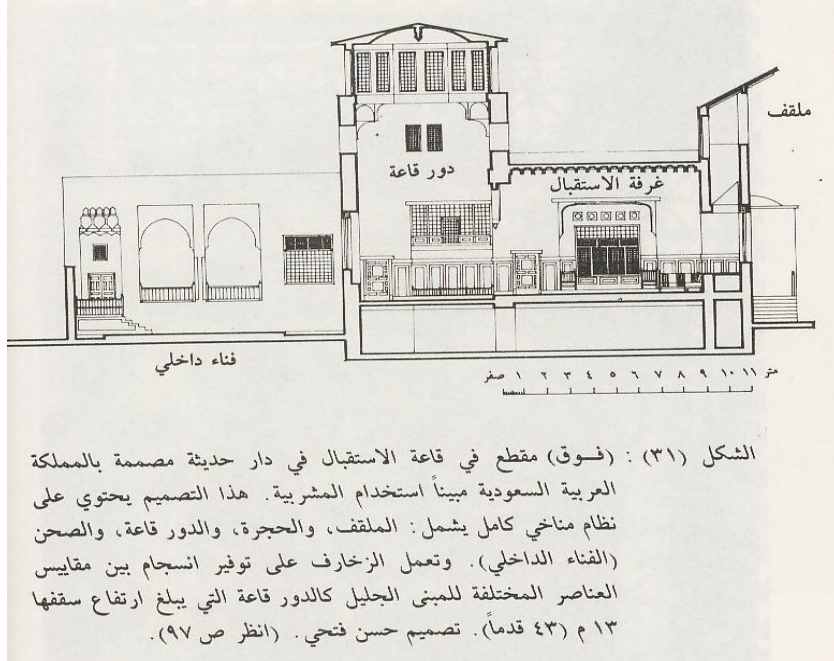 ملقف
دور قاعة
غرفة الاستقبال
فناء داخلي
صفر ١ ٢ ٣ ٤ ٥ ٦ ٧ ٨ ٩ ١٠ ١١ متر
الشكل (٣١) : (فــوق) مقطع في قاعة الاستقبال في دار حديثة مصممة بالمملكة
العربية السعودية مبيناً استخدام المشربية. هذا التصميم يحتوي على
نظام مناخي كامل يشمل: الملقف، والحجرة، والدور قاعة، والصحن
(الفناء الداخلي). وتعمل الزخارف على توفير انسجام بين مقاييس
العناصر المختلفة للمبنى الجليل كالدور قاعة التي يبلغ ارتفاع سقفها
١٣ م (٤٣ قدماً). تصميم حسن فتحي. (انظر ص ٩٧).